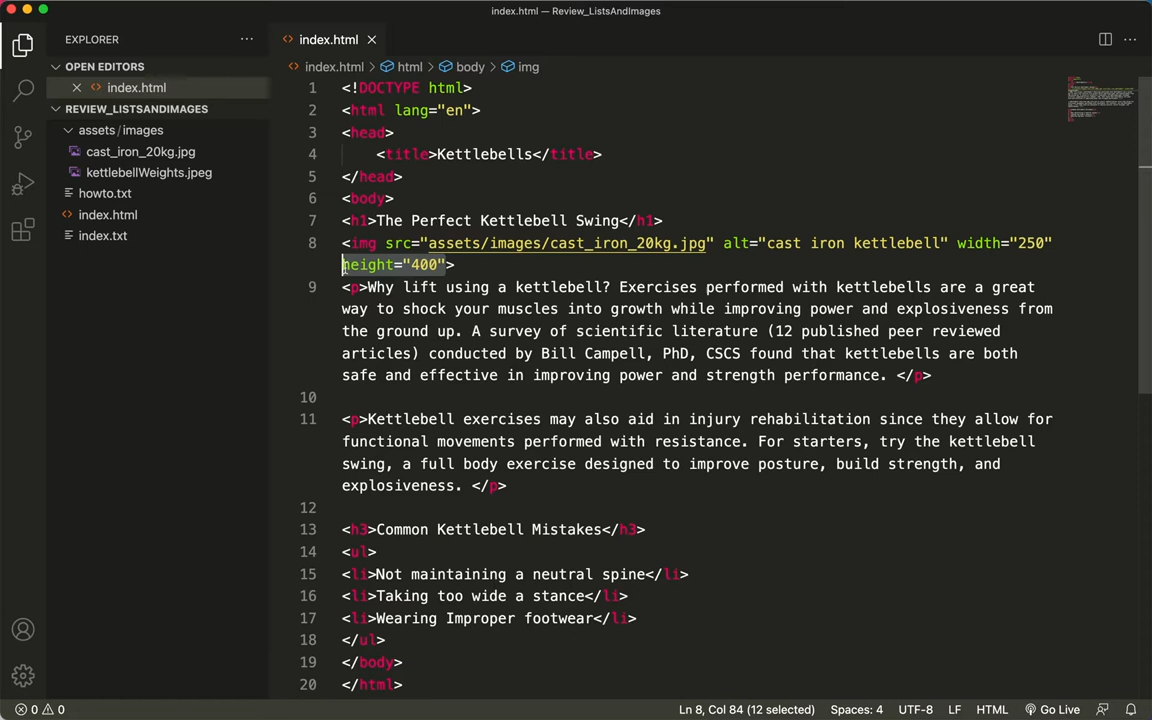 index.html — Review_ListsAndImages
EXPLORER
index.html
OPEN EDITORS
index.html > html > body > img
index.html
REVIEW_LISTSANDIMAGES
assets/images
cast_iron_20kg.jpg
kettlebellWeights.jpeg
howto.txt
index.html
index.txt
1 <!DOCTYPE html>
2 <html lang="en">
3 <head>
4 <title>Kettlebells</title>
5 </head>
6 <body>
7 <h1>The Perfect Kettlebell Swing</h1>
8 <img src="assets/images/cast_iron_20kg.jpg" alt="cast iron kettlebell" width="250"
height="400">
9 <p>Why lift using a kettlebell? Exercises performed with kettlebells are a great
way to shock your muscles into growth while improving power and explosiveness from
the ground up. A survey of scientific literature (12 published peer reviewed
articles) conducted by Bill Campell, PhD, CSCS found that kettlebells are both
safe and effective in improving power and strength performance. </p>
10
11 <p>Kettlebell exercises may also aid in injury rehabilitation since they allow for
functional movements performed with resistance. For starters, try the kettlebell
swing, a full body exercise designed to improve posture, build strength, and
explosiveness. </p>
12
13 <h3>Common Kettlebell Mistakes</h3>
14 <ul>
15 <li>Not maintaining a neutral spine</li>
16 <li>Taking too wide a stance</li>
17 <li>Wearing Improper footwear</li>
18 </ul>
19 </body>
20 </html>
0 0 Ln 8, Col 84 (12 selected) Spaces: 4 UTF-8 LF HTML Go Live